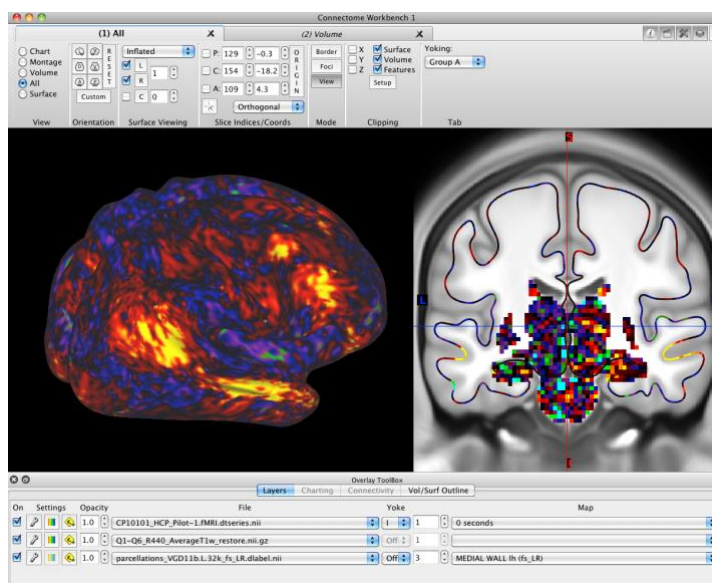 Connectome Workbench 1
(1) All
(2) Volume
Chart
Montage
Volume
All
Surface
View
RESET
Custom
Orientation
Inflated
L
R
1
C
0
Surface Viewing
P: 129 -0.3
C: 154 -18.2
A: 109 4.3
ORIGIN
Orthogonal
Slice Indices/Coords
Border
Foci
View
Mode
X Surface
Y Volume
Z Features
Setup
Clipping
Yoking:
Group A
Tab
S
L
I
Overlay ToolBox
Layers Charting Connectivity Vol/Surf Outline
On Settings Opacity File Yoke Map
1.0 CP10101_HCP_Pilot-1.fMRI.dtseries.nii I 1 0 seconds
1.0 Q1-Q6_R440_AverageT1w_restore.nii.gz Off 1
1.0 parcellations_VGD11b.L.32k_fs_LR.dlabel.nii Off 3 MEDIAL WALL lh (fs_LR)